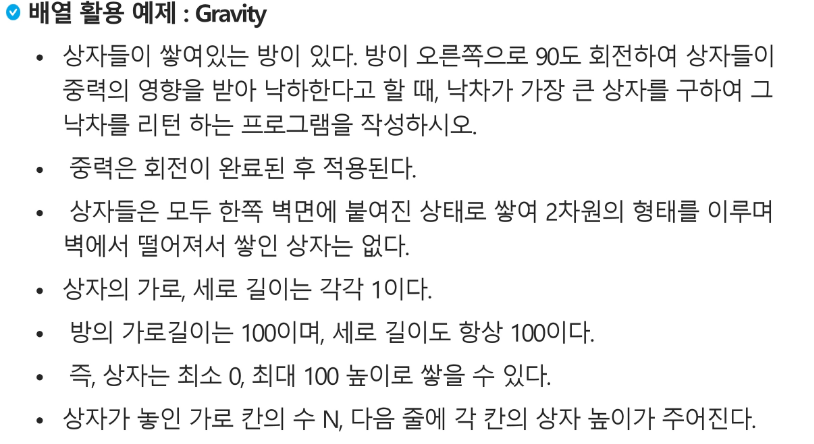 배열 활용 예제 : Gravity
• 상자들이 쌓여있는 방이 있다. 방이 오른쪽으로 90도 회전하여 상자들이
중력의 영향을 받아 낙하한다고 할 때, 낙차가 가장 큰 상자를 구하여 그
낙차를 리턴 하는 프로그램을 작성하시오.
• 중력은 회전이 완료된 후 적용된다.
• 상자들은 모두 한쪽 벽면에 붙여진 상태로 쌓여 2차원의 형태를 이루며
벽에서 떨어져서 쌓인 상자는 없다.
• 상자의 가로, 세로 길이는 각각 1이다.
• 방의 가로길이는 100이며, 세로 길이도 항상 100이다.
• 즉, 상자는 최소 0, 최대 100 높이로 쌓을 수 있다.
• 상자가 놓인 가로 칸의 수 N, 다음 줄에 각 칸의 상자 높이가 주어진다.